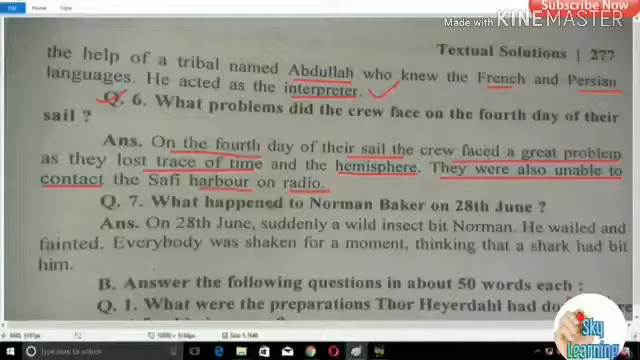 Subscribe Now
Made with KINEMASTER
Textual Solutions | 277
the help of a tribal named Abdullah who knew the French and Persian
languages. He acted as the interpreter.
Q. 6. What problems did the crew face on the fourth day of their
sail ?
Ans. On the fourth day of their sail the crew faced a great problem
as they lost trace of time and the hemisphere. They were also unable to
contact the Safi harbour on radio.
Q. 7. What happened to Norman Baker on 28th June ?
Ans. On 28th June, suddenly a wild insect bit Norman. He wailed and
fainted. Everybody was shaken for a moment, thinking that a shark had bit
him.
B. Answer the following questions in about 50 words each :
Q. 1. What were the preparations Thor Heyerdahl had do
Sky
Learning
Type here to search